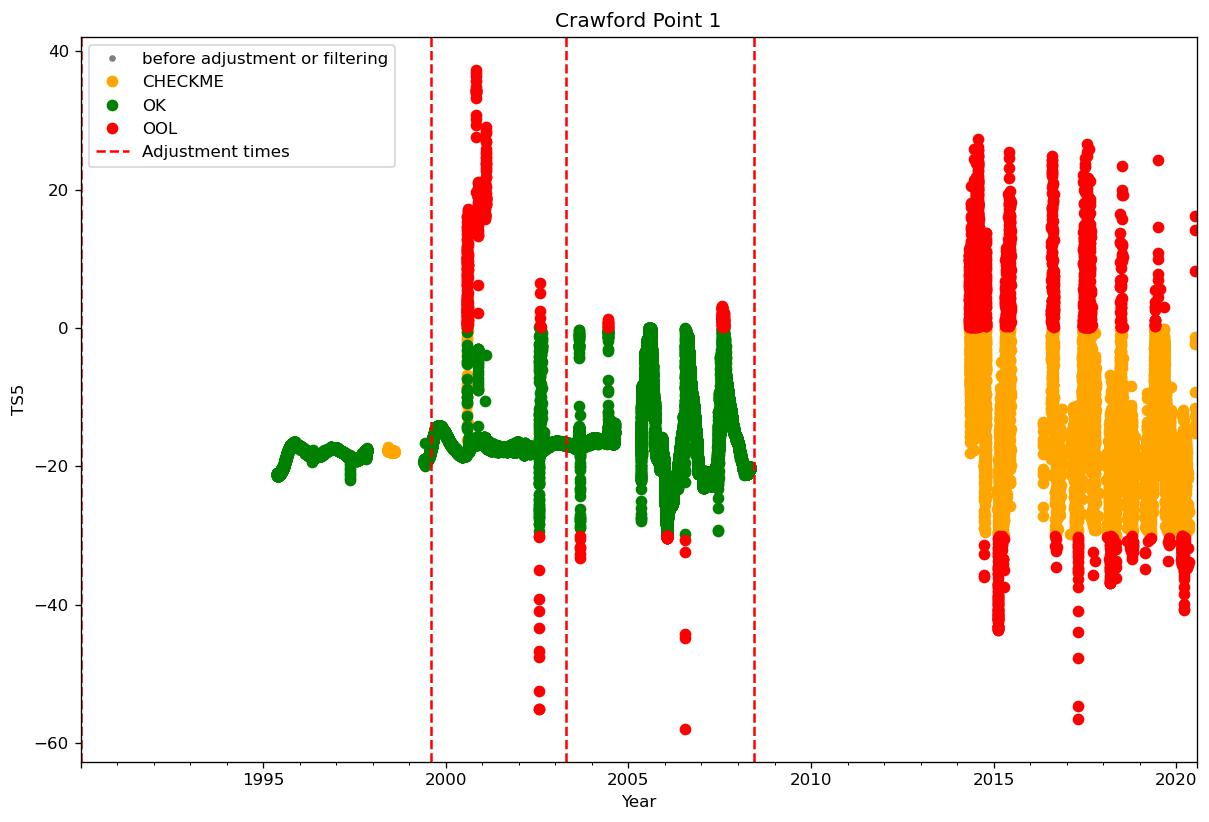 Crawford Point 1
before adjustment or filtering
CHECKME
OK
OOL
Adjustment times
40
20
0
−20
−40
−60
TS5
1995
2000
2005
2010
2015
2020
Year